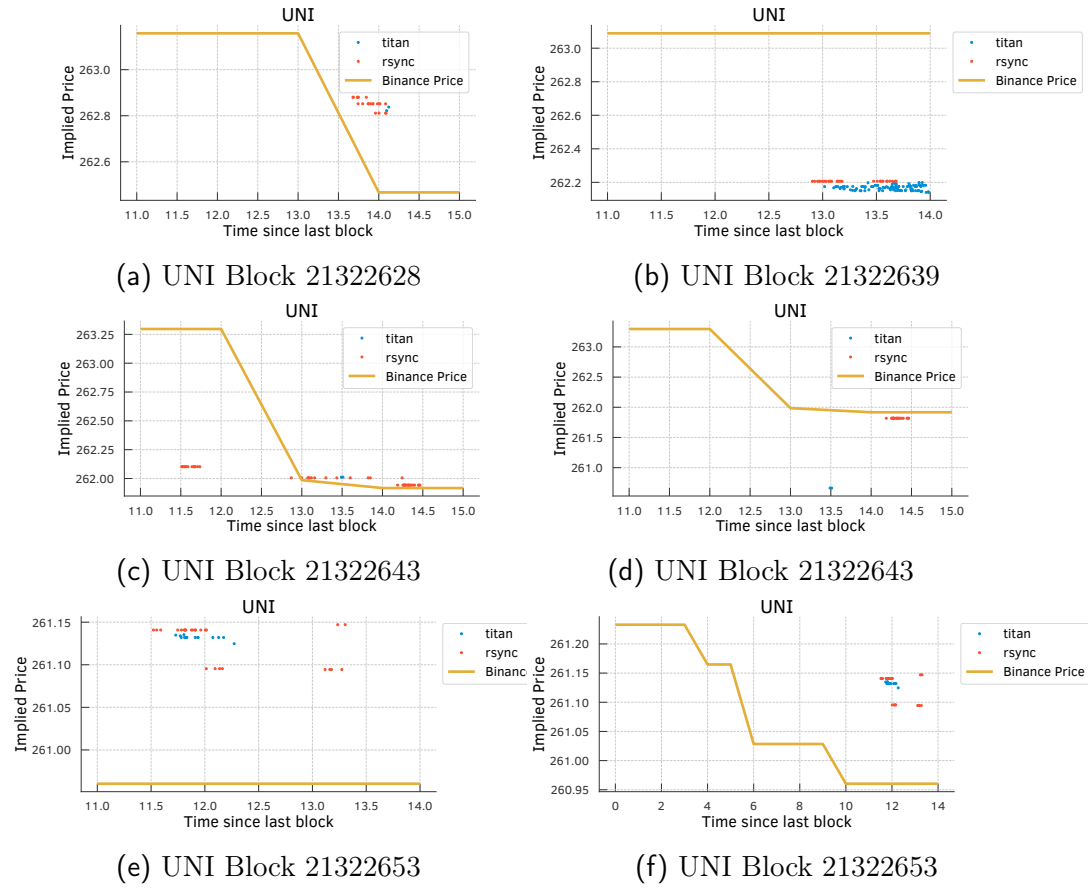 UNI
UNI
Implied Price
263.0
262.8
262.6
titan
rsync
Binance Price
11.0 11.5 12.0 12.5 13.0 13.5 14.0 14.5 15.0
Time since last block
Implied Price
263.0
262.8
262.6
262.4
262.2
titan
rsync
Binance Price
11.0 11.5 12.0 12.5 13.0 13.5 14.0
Time since last block
(a) UNI Block 21322628
(b) UNI Block 21322639
UNI
UNI
Implied Price
263.25
263.00
262.75
262.50
262.25
262.00
titan
rsync
Binance Price
11.0 11.5 12.0 12.5 13.0 13.5 14.0 14.5 15.0
Time since last block
Implied Price
263.0
262.5
262.0
261.5
261.0
titan
rsync
Binance Price
11.0 11.5 12.0 12.5 13.0 13.5 14.0 14.5 15.0
Time since last block
(c) UNI Block 21322643
(d) UNI Block 21322643
UNI
UNI
Implied Price
261.15
261.10
261.05
261.00
titan
rsync
Binance Price
11.0 11.5 12.0 12.5 13.0 13.5 14.0
Time since last block
Implied Price
261.20
261.15
261.10
261.05
261.00
260.95
titan
rsync
Binance Price
0 2 4 6 8 10 12 14
Time since last block
(e) UNI Block 21322653
(f) UNI Block 21322653